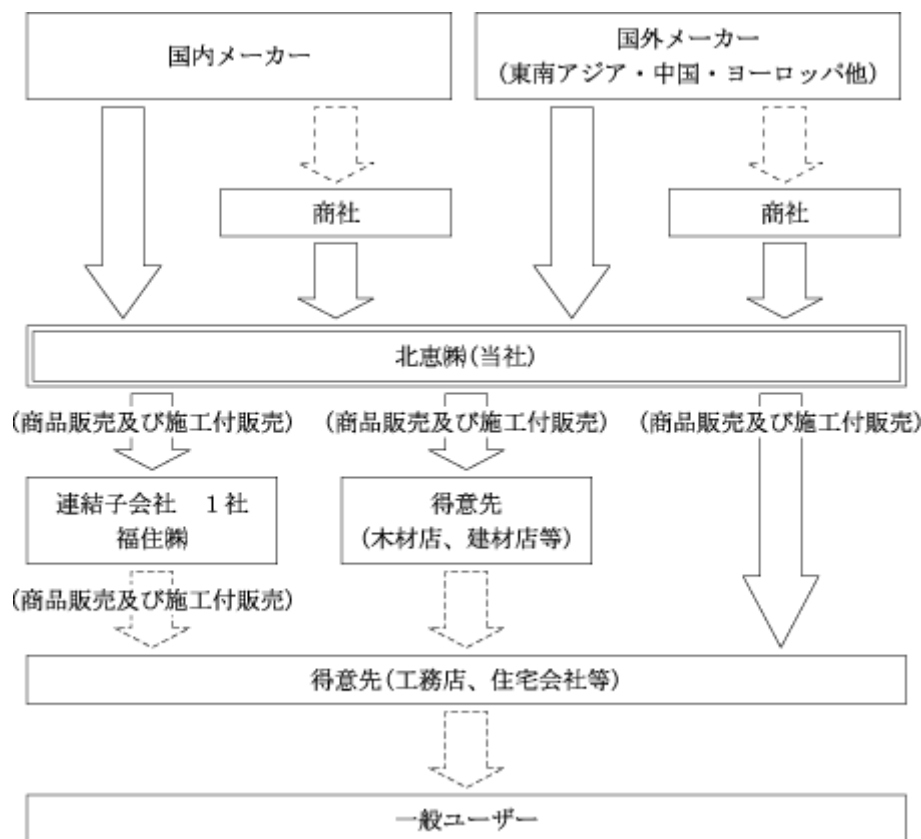 国内メーカー
国外メーカー
(東南アジア・中国・ヨーロッパ他)
商社
商社
北恵㈱(当社)
(商品販売及び施工付販売)
(商品販売及び施工付販売)
(商品販売及び施工付販売)
連結子会社　１社
福住㈱
得意先
(木材店、建材店等)
(商品販売及び施工付販売)
得意先(工務店、住宅会社等)
一般ユーザー